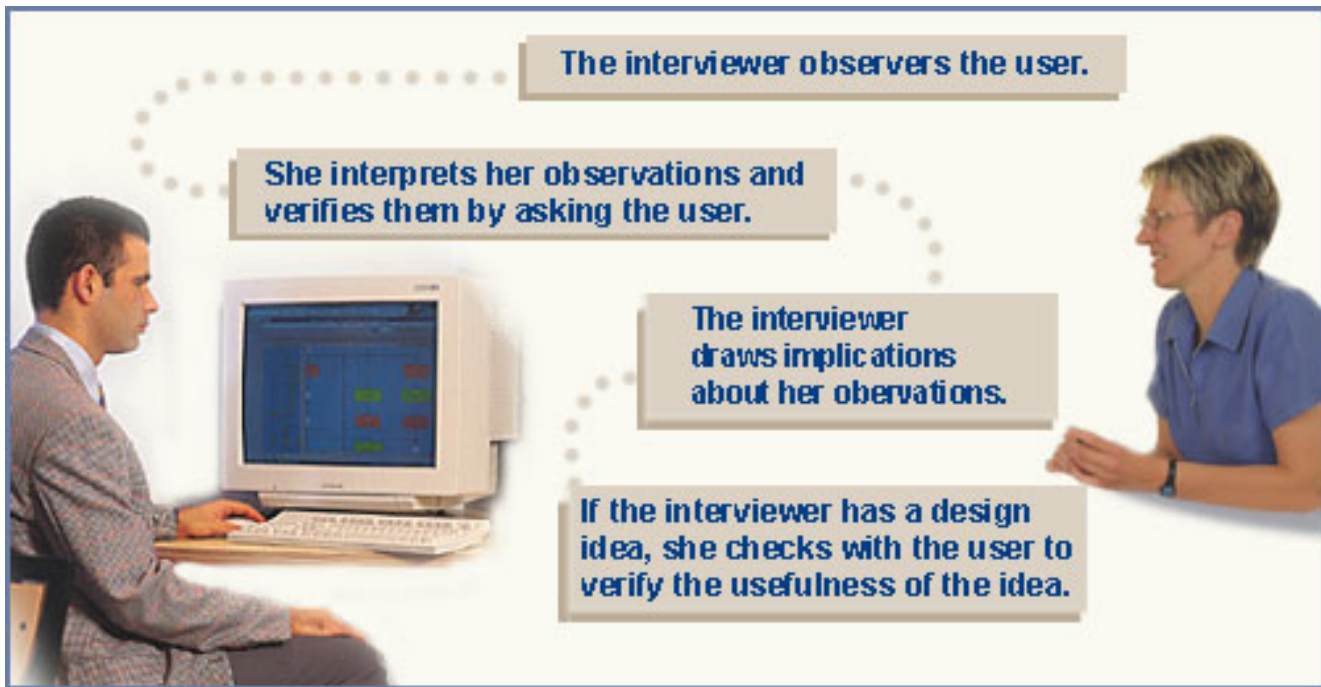 The interviewer observers the user.
She interprets her observations and
verifies them by asking the user.
The interviewer
draws implications
about her obervations.
If the interviewer has a design
idea, she checks with the user to
verify the usefulness of the idea.